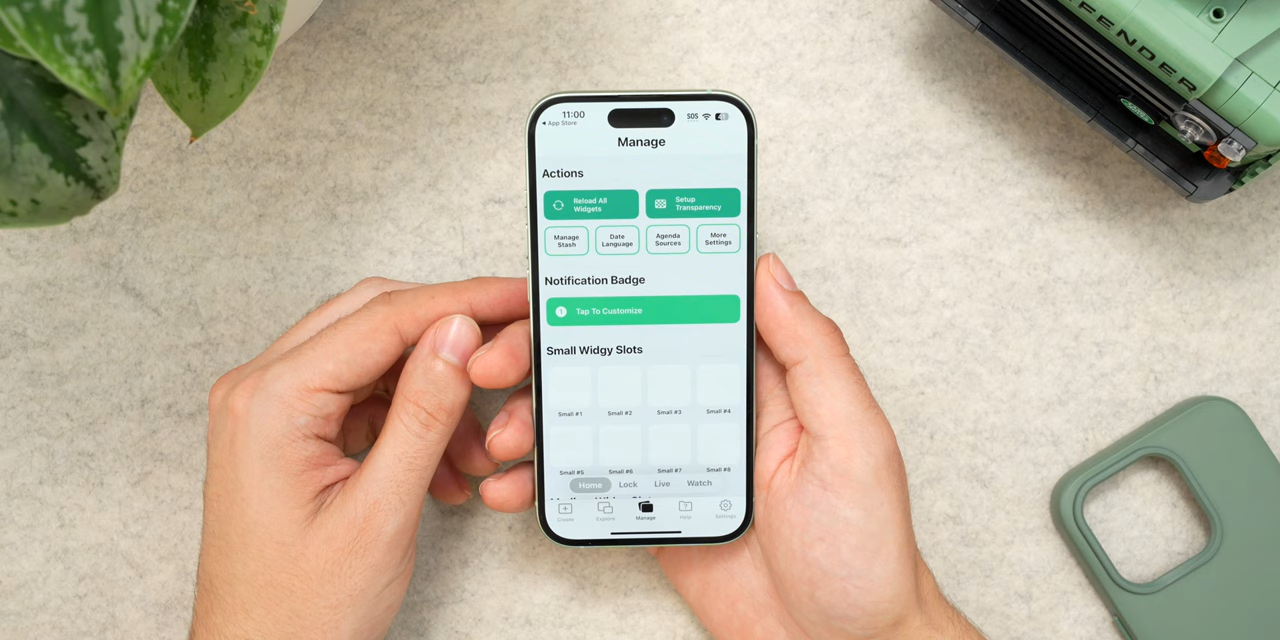 11:00
SOS
App Store
Manage
Actions
Reload All
Widgets
Setup
Transparency
Manage
Stash
Date
Language
Agenda
Sources
More
Settings
Notification Badge
1
Tap To Customize
Small Widgy Slots
Small #1
Small #2
Small #3
Small #4
Small #5
Small #6
Small #7
Small #8
Home
Lock
Live
Watch
Create
Explore
Manage
Help
Settings
FENDER